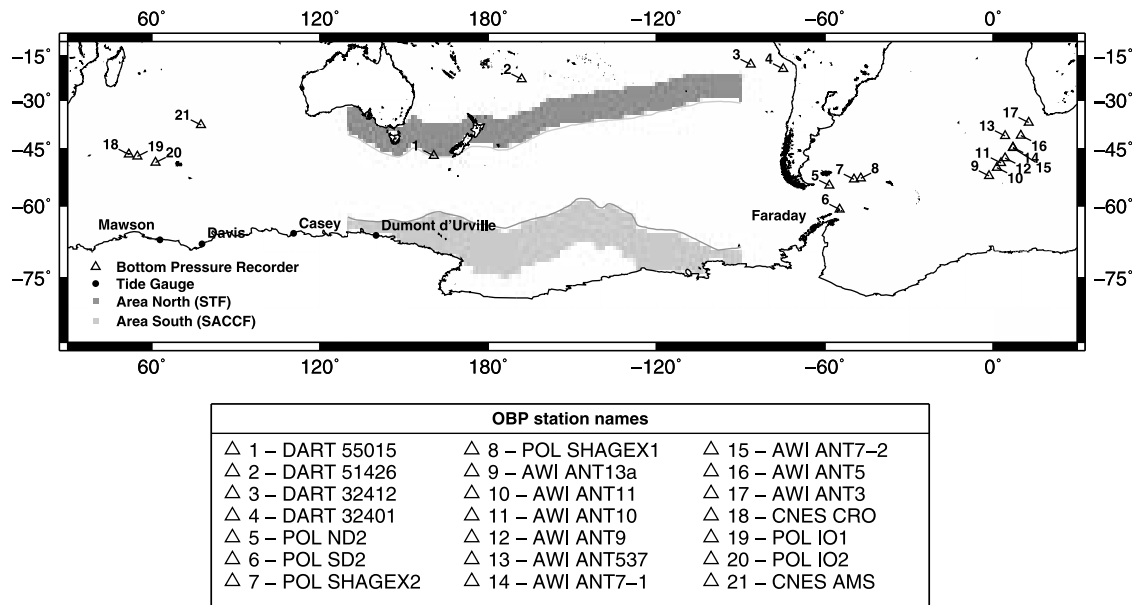 60° 120° 180° −120° −60° 0°
−15° −15°
−30° −30°
−45° −45°
−60° −60°
−75° −75°
3 4
2
21
17
13
18 19 20
1
16
11
14
9
12 15
10
5 7 8
6
Mawson Davis Casey Dumont d'Urville Faraday
Bottom Pressure Recorder
Tide Gauge
Area North (STF)
Area South (SACCF)
60° 120° 180° −120° −60° 0°
OBP station names
1 – DART 55015
2 – DART 51426
3 – DART 32412
4 – DART 32401
5 – POL ND2
6 – POL SD2
7 – POL SHAGEX2
8 – POL SHAGEX1
9 – AWI ANT13a
10 – AWI ANT11
11 – AWI ANT10
12 – AWI ANT9
13 – AWI ANT537
14 – AWI ANT7−1
15 – AWI ANT7−2
16 – AWI ANT5
17 – AWI ANT3
18 – CNES CRO
19 – POL IO1
20 – POL IO2
21 – CNES AMS